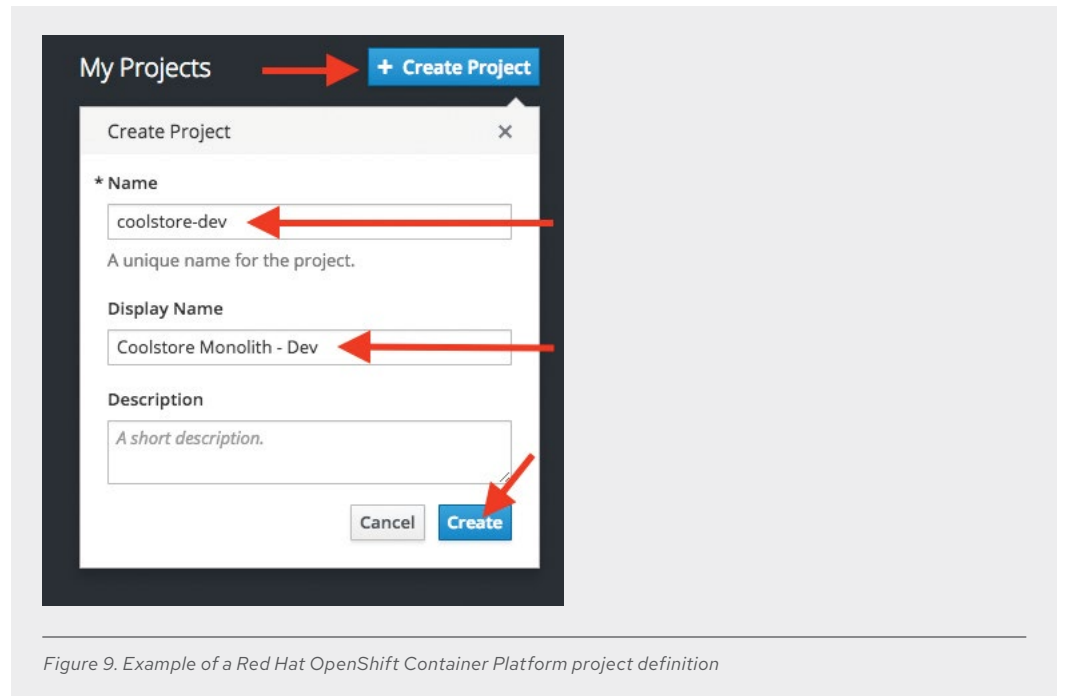 My Projects
+ Create Project
Create Project ×
* Name
coolstore-dev
A unique name for the project.
Display Name
Coolstore Monolith - Dev
Description
A short description.
Cancel Create
Figure 9. Example of a Red Hat OpenShift Container Platform project definition